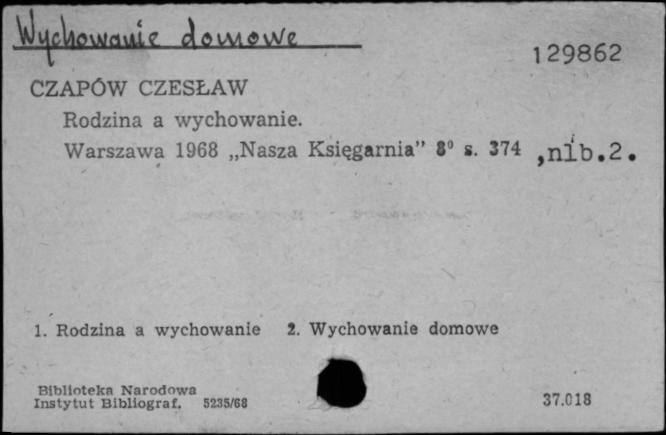 Wychowanie domowe
129862
CZAPÓW CZESŁAW
Rodzina a wychowanie.
Warszawa 1968 „Nasza Księgarnia” 8⁰ s. 374 ,nlb.2.
1. Rodzina a wychowanie 2. Wychowanie domowe
Biblioteka Narodowa
Instytut Bibliograf. 5235/68
37.018